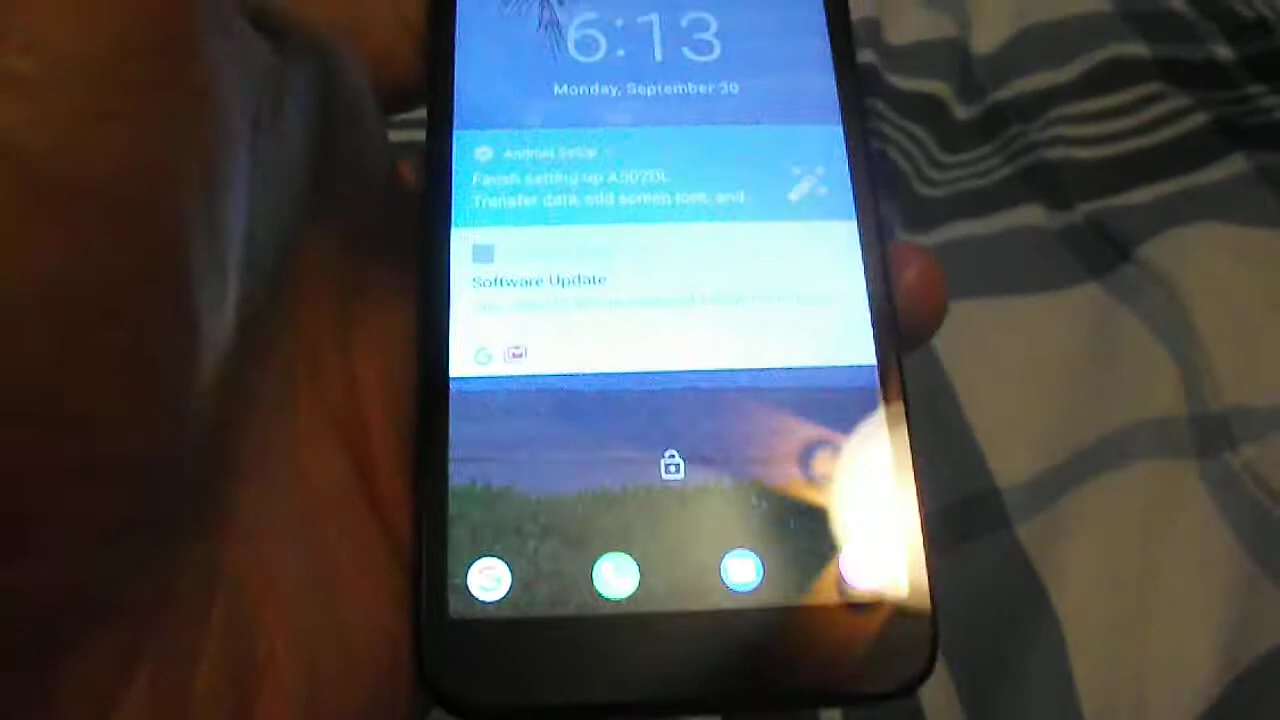 6:13
Monday, September 30
Android Setup
Finish setting up A502DL
Transfer data, add screen lock, and
Software Update